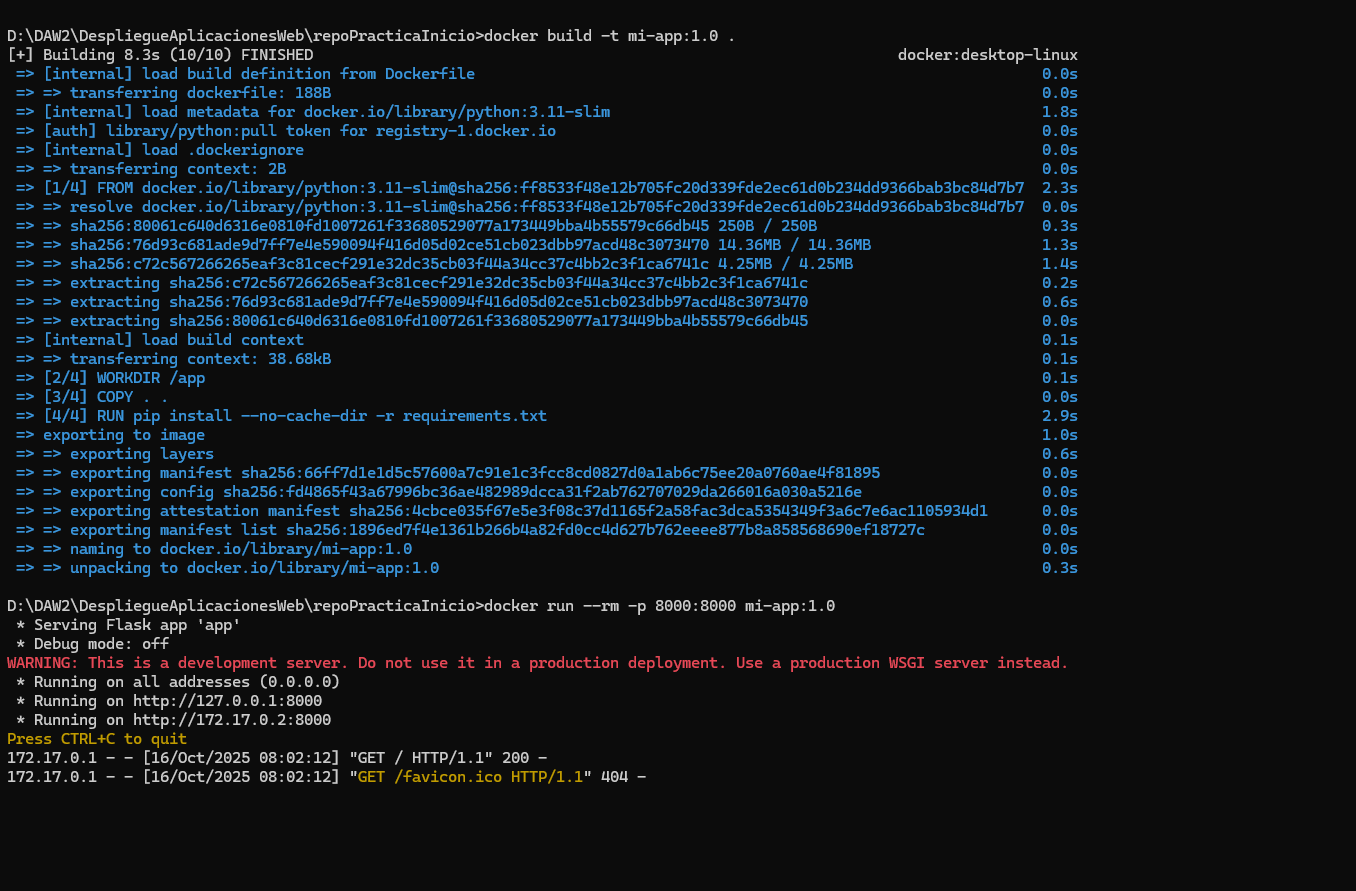 D:\DAW2\DespliegueAplicacionesWeb\repoPracticaInicio>docker build -t mi-app:1.0 .
[+] Building 8.3s (10/10) FINISHED docker:desktop-linux
=> [internal] load build definition from Dockerfile 0.0s
=> => transferring dockerfile: 188B 0.0s
=> [internal] load metadata for docker.io/library/python:3.11-slim 1.8s
=> [auth] library/python:pull token for registry-1.docker.io 0.0s
=> [internal] load .dockerignore 0.0s
=> => transferring context: 2B 0.0s
=> [1/4] FROM docker.io/library/python:3.11-slim@sha256:ff8533f48e12b705fc20d339fde2ec61d0b234dd9366bab3bc84d7b7 2.3s
=> => resolve docker.io/library/python:3.11-slim@sha256:ff8533f48e12b705fc20d339fde2ec61d0b234dd9366bab3bc84d7b7 0.0s
=> => sha256:80061c640d6316e0810fd1007261f33680529077a173449bba4b55579c66db45 250B / 250B 0.3s
=> => sha256:76d93c681ade9d7ff7e4e590094f416d05d02ce51cb023dbb97acd48c3073470 14.36MB / 14.36MB 1.3s
=> => sha256:c72c567266265eaf3c81cecf291e32dc35cb03f44a34cc37c4bb2c3f1ca6741c 4.25MB / 4.25MB 1.4s
=> => extracting sha256:c72c567266265eaf3c81cecf291e32dc35cb03f44a34cc37c4bb2c3f1ca6741c 0.2s
=> => extracting sha256:76d93c681ade9d7ff7e4e590094f416d05d02ce51cb023dbb97acd48c3073470 0.6s
=> => extracting sha256:80061c640d6316e0810fd1007261f33680529077a173449bba4b55579c66db45 0.0s
=> [internal] load build context 0.1s
=> => transferring context: 38.68kB 0.1s
=> [2/4] WORKDIR /app 0.1s
=> [3/4] COPY . . 0.0s
=> [4/4] RUN pip install --no-cache-dir -r requirements.txt 2.9s
=> exporting to image 1.0s
=> => exporting layers 0.6s
=> => exporting manifest sha256:66ff7d1e1d5c57600a7c91e1c3fcc8cd0827d0a1ab6c75ee20a0760ae4f81895 0.0s
=> => exporting config sha256:fd4865f43a67996bc36ae482989dcca31f2ab762707029da266016a030a5216e 0.0s
=> => exporting attestation manifest sha256:4cbce035f67e5e3f08c37d1165f2a58fac3dca5354349f3a6c7e6ac1105934d1 0.0s
=> => exporting manifest list sha256:1896ed7f4e1361b266b4a82fd0cc4d627b762eeee877b8a858568690ef18727c 0.0s
=> => naming to docker.io/library/mi-app:1.0 0.0s
=> => unpacking to docker.io/library/mi-app:1.0 0.3s
D:\DAW2\DespliegueAplicacionesWeb\repoPracticaInicio>docker run --rm -p 8000:8000 mi-app:1.0
* Serving Flask app 'app'
* Debug mode: off
WARNING: This is a development server. Do not use it in a production deployment. Use a production WSGI server instead.
* Running on all addresses (0.0.0.0)
* Running on http://127.0.0.1:8000
* Running on http://172.17.0.2:8000
Press CTRL+C to quit
172.17.0.1 - - [16/Oct/2025 08:02:12] "GET / HTTP/1.1" 200 -
172.17.0.1 - - [16/Oct/2025 08:02:12] "GET /favicon.ico HTTP/1.1" 404 -